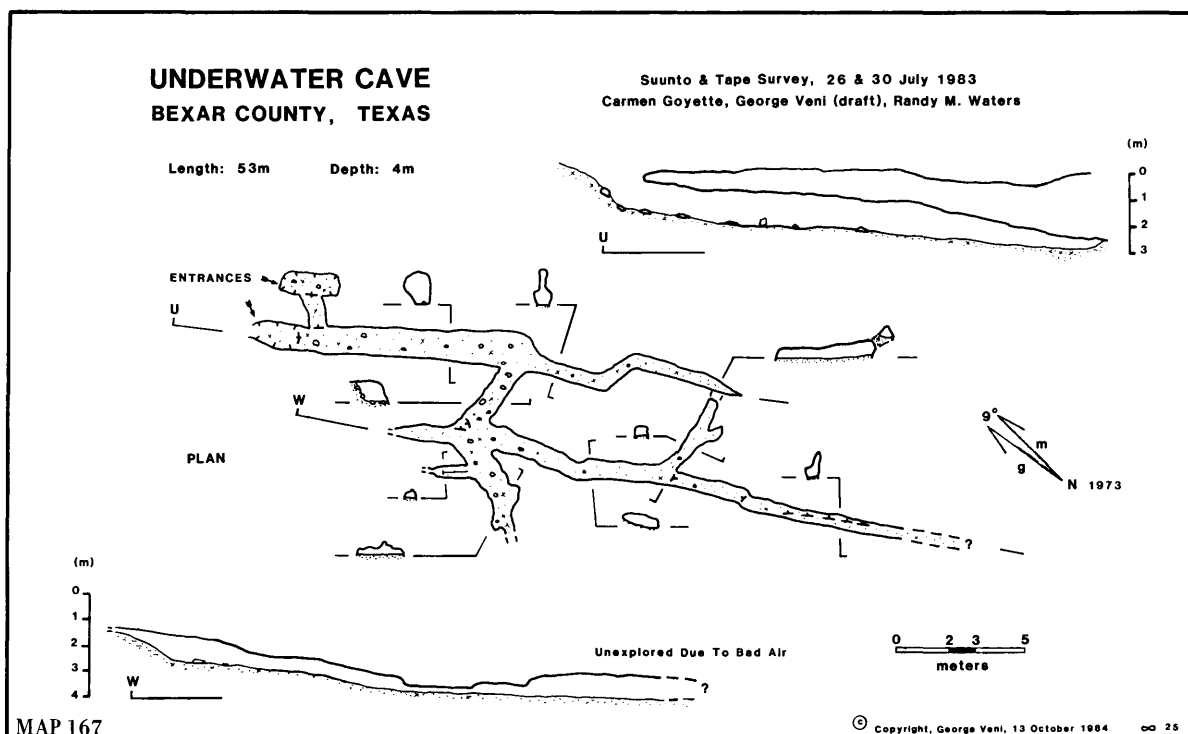 UNDERWATER CAVE
BEXAR COUNTY, TEXAS
Length: 53m Depth: 4m
Suunto & Tape Survey, 26 & 30 July 1983
Carmen Goyette, George Veni (draft), Randy M. Waters
(m)
0
1
2
3
U
ENTRANCES
U
W
PLAN
9°
m
g
N 1973
?
(m)
0
1
2
3
4
W
Unexplored Due To Bad Air
?
0 2 3 5
meters
MAP 167
© Copyright, George Veni, 13 October 1984 ∞ 25